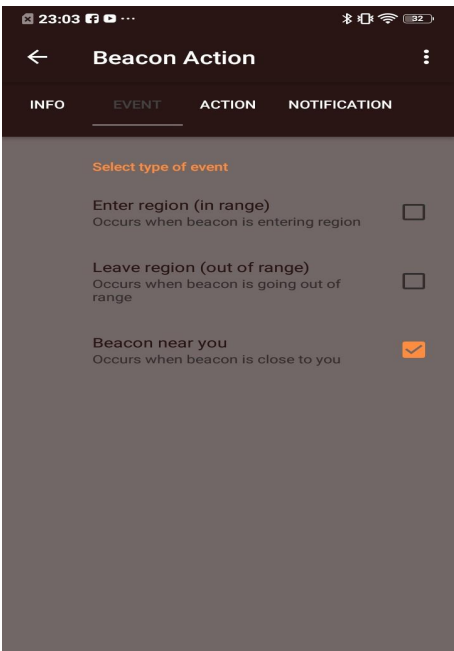 23:03 ··· 32
Beacon Action
INFO EVENT ACTION NOTIFICATION
Select type of event
Enter region (in range)
Occurs when beacon is entering region
Leave region (out of range)
Occurs when beacon is going out of
range
Beacon near you
Occurs when beacon is close to you